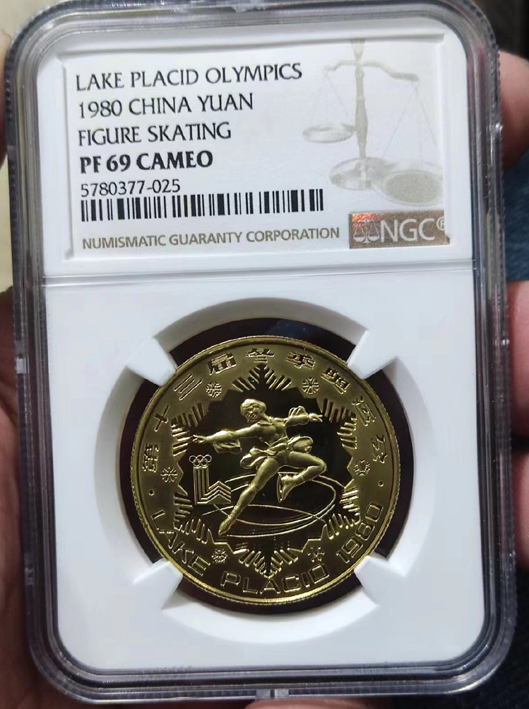 LAKE PLACID OLYMPICS
1980 CHINA YUAN
FIGURE SKATING
PF 69 CAMEO
5780377-025
NUMISMATIC GUARANTY CORPORATION
NGC®
第十三届冬季奥运会
LAKE PLACID 1980